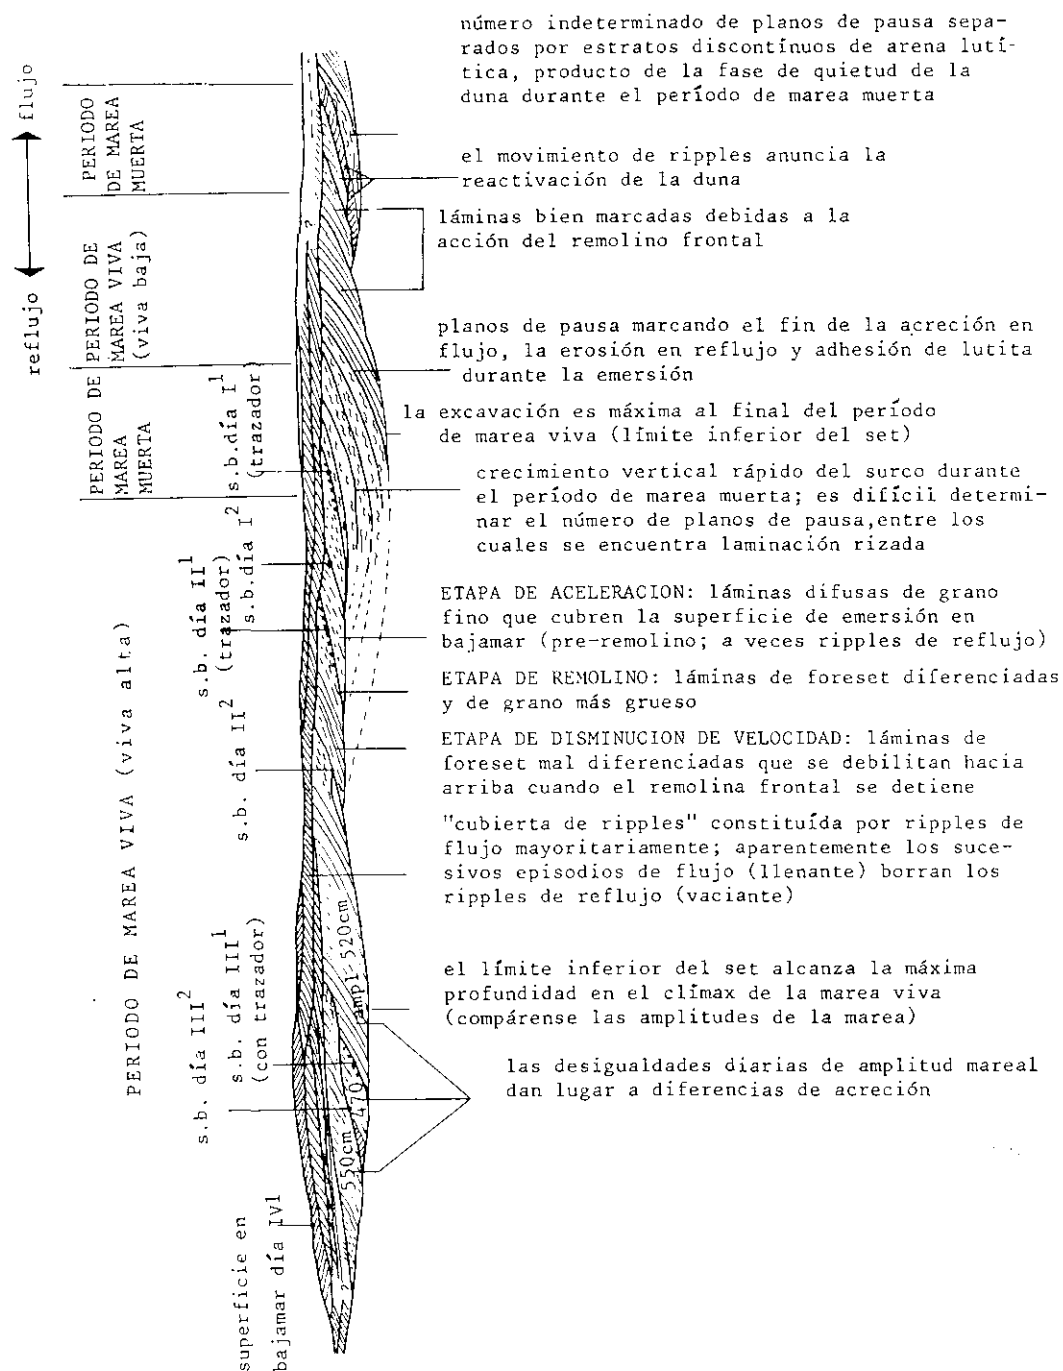 número indeterminado de planos de pausa sepa-
rados por estratos discontínuos de arena lutí-
tica, producto de la fase de quietud de la
duna durante el período de marea muerta
el movimiento de ripples anuncia la
reactivación de la duna
láminas bien marcadas debidas a la
acción del remolino frontal
planos de pausa marcando el fin de la acreción en
flujo, la erosión en reflujo y adhesión de lutita
durante la emersión
la excavación es máxima al final del período
de marea viva (límite inferior del set)
crecimiento vertical rápido del surco durante
el período de marea muerta; es difícil determi-
nar el número de planos de pausa,entre los
cuales se encuentra laminación rizada
ETAPA DE ACELERACION: láminas difusas de grano
fino que cubren la superficie de emersión en
bajamar (pre-remolino; a veces ripples de reflujo)
ETAPA DE REMOLINO: láminas de foreset diferenciadas
y de grano más grueso
ETAPA DE DISMINUCION DE VELOCIDAD: láminas de
foreset mal diferenciadas que se debilitan hacia
arriba cuando el remolina frontal se detiene
"cubierta de ripples" constituída por ripples de
flujo mayoritariamente; aparentemente los suce-
sivos episodios de flujo (llenante) borran los
ripples de reflujo (vaciante)
el límite inferior del set alcanza la máxima
profundidad en el clímax de la marea viva
(compárense las amplitudes de la marea)
las desigualdades diarias de amplitud mareal
dan lugar a diferencias de acreción
flujo
reflujo
PERIODO
DE MAREA
MUERTA
PERIODO DE
MAREA VIVA
(viva baja)
PERIODO DE
MAREA
MUERTA
PERIODO DE MAREA VIVA (viva alta)
s.b.día I¹
(trazador)
s.b.día I²
s.b. día II¹
(trazador)
s.b. día II²
s.b. día III¹
(con trazador)
s.b. día III²
superficie en
bajamar día IV¹
ampl. 520cm
470
550cm
?
?